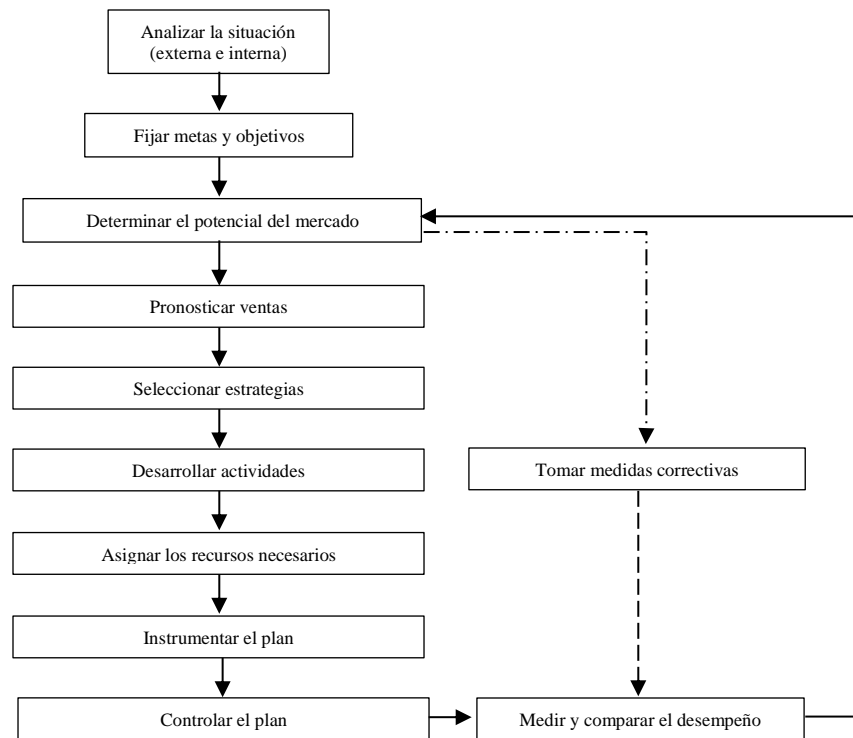 Analizar la situación
(externa e interna)
Fijar metas y objetivos
Determinar el potencial del mercado
Pronosticar ventas
Seleccionar estrategias
Desarrollar actividades
Tomar medidas correctivas
Asignar los recursos necesarios
Instrumentar el plan
Controlar el plan
Medir y comparar el desempeño